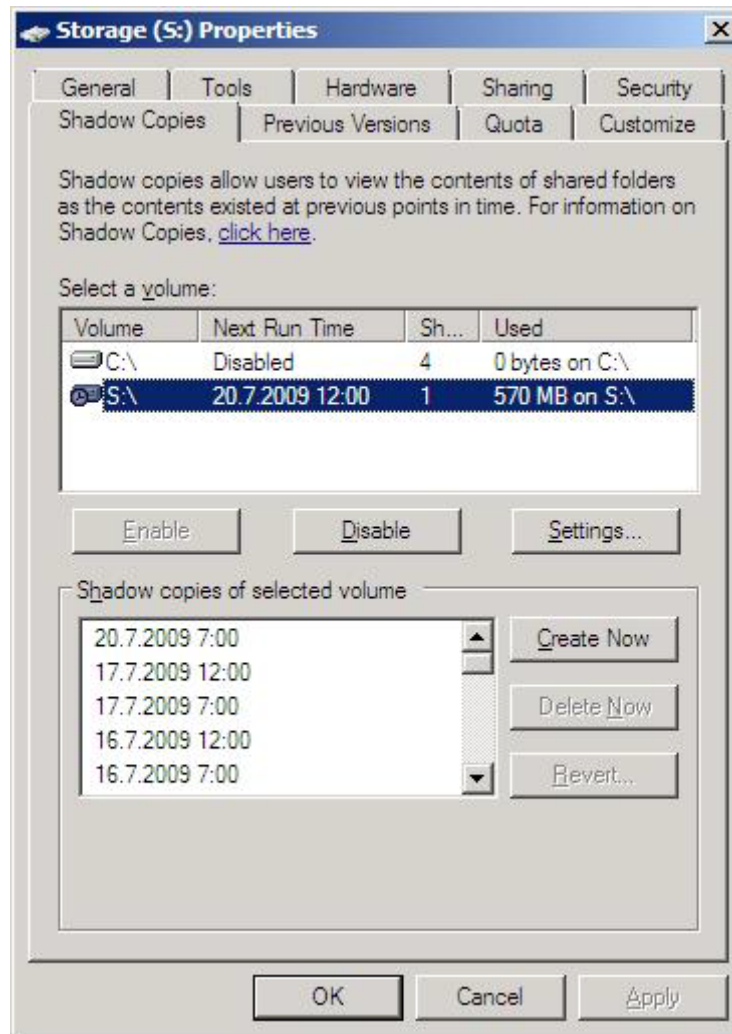 Storage (S:) Properties
General Tools Hardware Sharing Security
Shadow Copies Previous Versions Quota Customize
Shadow copies allow users to view the contents of shared folders
as the contents existed at previous points in time. For information on
Shadow Copies, click here.
Select a volume:
Volume Next Run Time Sh... Used
C:\ Disabled 4 0 bytes on C:\
S:\ 20.7.2009 12:00 1 570 MB on S:\
Enable Disable Settings...
Shadow copies of selected volume
20.7.2009 7:00
17.7.2009 12:00
17.7.2009 7:00
16.7.2009 12:00
16.7.2009 7:00
Create Now
Delete Now
Revert...
OK Cancel Apply